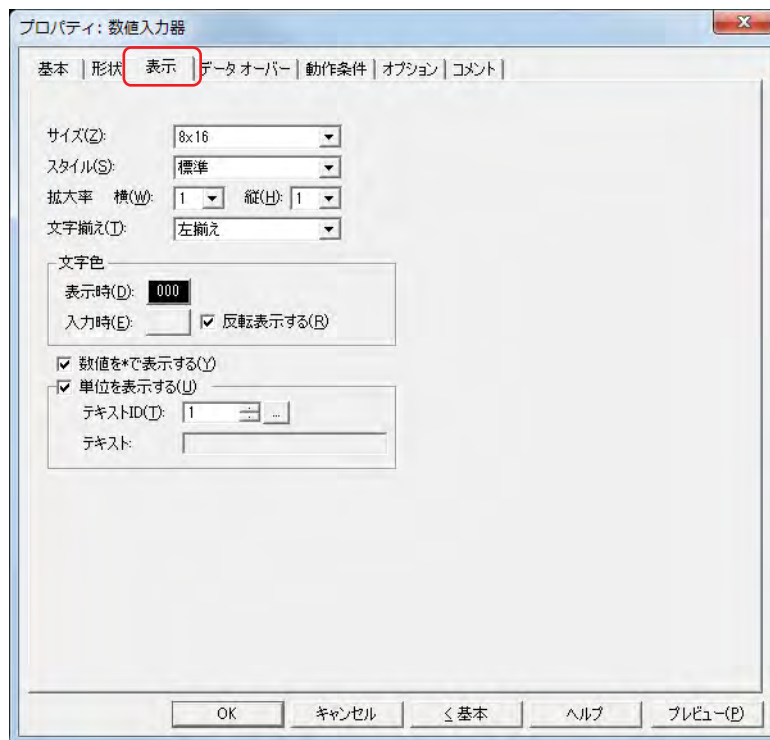 プロパティ: 数値入力器
基本 形状 表示 データ オーバー 動作条件 オプション コメント
サイズ(Z): 8x16
スタイル(S): 標準
拡大率 横(W): 1 縦(H): 1
文字揃え(T): 左揃え
文字色
表示時(D): 000
入力時(E): 反転表示する(R)
数値を*で表示する(Y)
単位を表示する(U)
テキストID(T): 1 ...
テキスト:
OK キャンセル < 基本 ヘルプ プレビュー(P)